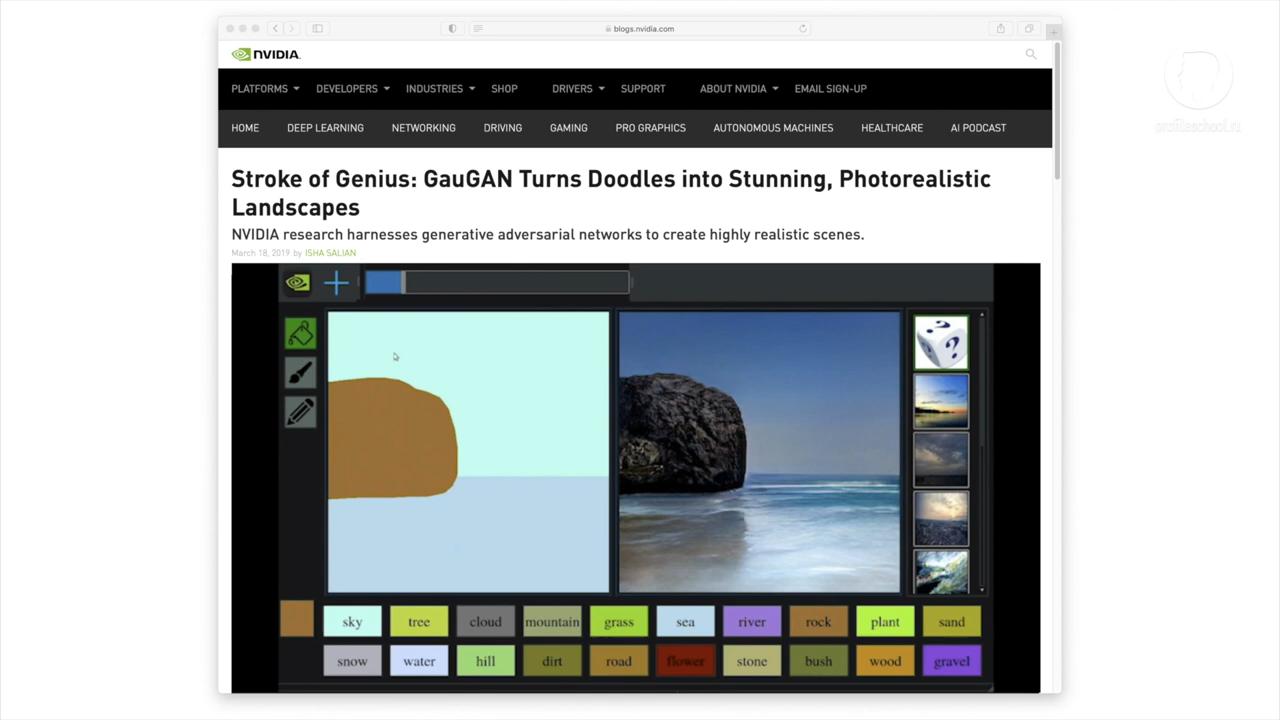 blogs.nvidia.com
NVIDIA.
PLATFORMS DEVELOPERS INDUSTRIES SHOP DRIVERS SUPPORT ABOUT NVIDIA EMAIL SIGN-UP
HOME DEEP LEARNING NETWORKING DRIVING GAMING PRO GRAPHICS AUTONOMOUS MACHINES HEALTHCARE AI PODCAST
Stroke of Genius: GauGAN Turns Doodles into Stunning, Photorealistic
Landscapes
NVIDIA research harnesses generative adversarial networks to create highly realistic scenes.
March 18, 2019 by ISHA SALIAN
? ? ?
sky tree cloud mountain grass sea river rock plant sand
snow water hill dirt road flower stone bush wood gravel
profileschool.ru